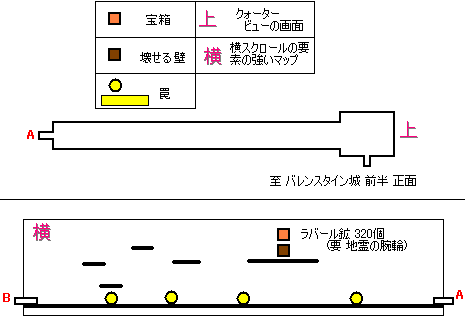 宝箱
上
クォーター
ビューの画面
壊せる壁
横
横スクロールの要
素の強いマップ
罠
A
上
至 バレンスタイン城 前半 正面
横
ラバール鉱 320個
(要 地霊の腕輪)
B
A